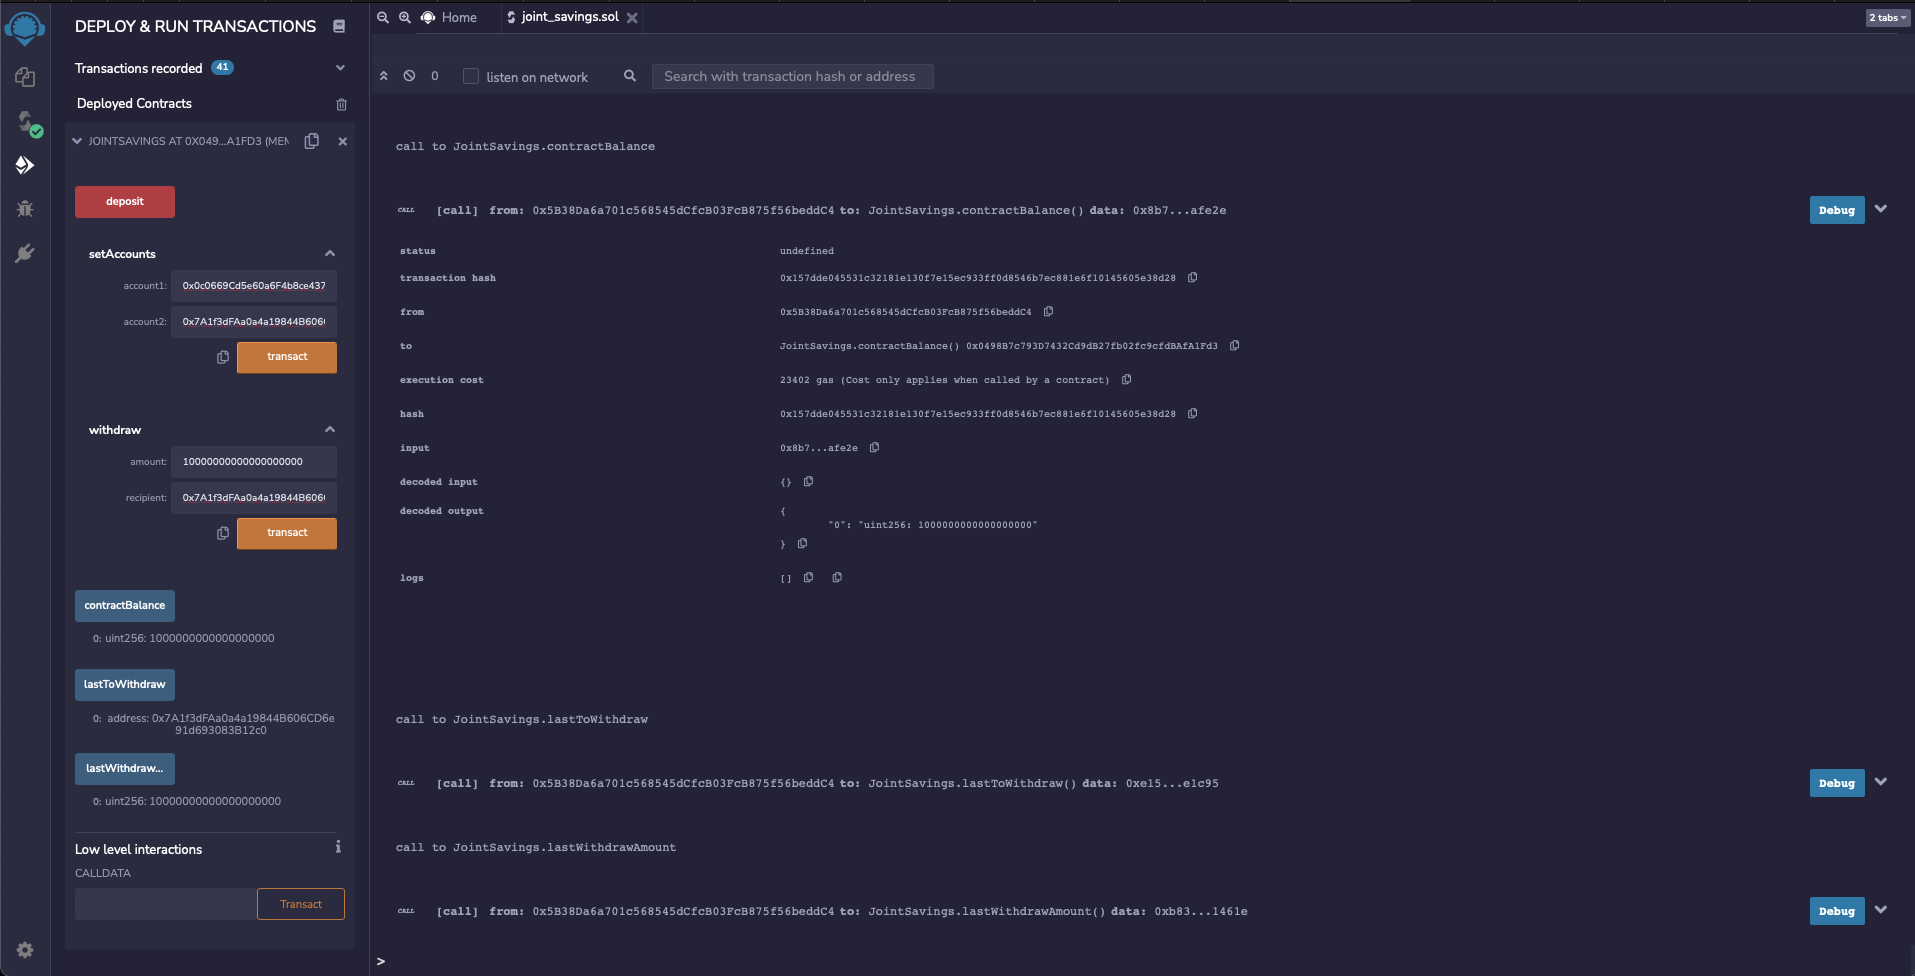 DEPLOY & RUN TRANSACTIONS
Transactions recorded 41
Deployed Contracts
JOINTSAVINGS AT 0X049...A1FD3 (MEM
deposit
setAccounts
account1: 0x0c0669Cd5e60a6F4b8ce437
account2: 0x7A1f3dFAa0a4a19844B606
transact
withdraw
amount: 10000000000000000000
recipient: 0x7A1f3dFAa0a4a19844B606
transact
contractBalance
0: uint256: 1000000000000000000
lastToWithdraw
0: address: 0x7A1f3dFAa0a4a19844B606CD6e
91d693083B12c0
lastWithdraw...
0: uint256: 10000000000000000000
Low level interactions
i
CALLDATA
Transact
Home
joint_savings.sol
2 tabs
0
listen on network
Search with transaction hash or address
call to JointSavings.contractBalance
CALL [call] from: 0x5B38Da6a701c568545dCfcB03FcB875f56beddC4 to: JointSavings.contractBalance() data: 0x8b7...afe2e
Debug
status undefined
transaction hash 0x157dde045531c32181e130f7e15ec933ff0d8546b7ec881e6f10145605e38d28
from 0x5B38Da6a701c568545dCfcB03FcB875f56beddC4
to JointSavings.contractBalance() 0x0498B7c793D7432Cd9dB27fb02fc9cfdBAfA1Fd3
execution cost 23402 gas (Cost only applies when called by a contract)
hash 0x157dde045531c32181e130f7e15ec933ff0d8546b7ec881e6f10145605e38d28
input 0x8b7...afe2e
decoded input {}
decoded output {
"0": "uint256: 1000000000000000000"
}
logs []
call to JointSavings.lastToWithdraw
CALL [call] from: 0x5B38Da6a701c568545dCfcB03FcB875f56beddC4 to: JointSavings.lastToWithdraw() data: 0xe15...e1c95
Debug
call to JointSavings.lastWithdrawAmount
CALL [call] from: 0x5B38Da6a701c568545dCfcB03FcB875f56beddC4 to: JointSavings.lastWithdrawAmount() data: 0xb83...1461e
Debug
>